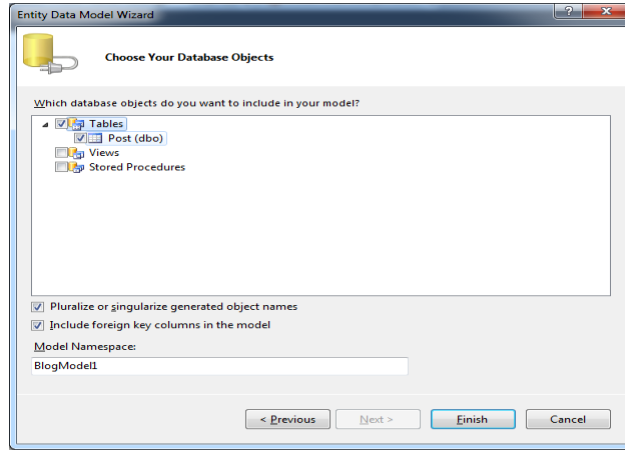 Entity Data Model Wizard
Choose Your Database Objects
Which database objects do you want to include in your model?
Tables
Post (dbo)
Views
Stored Procedures
Pluralize or singularize generated object names
Include foreign key columns in the model
Model Namespace:
BlogModel1
< Previous Next > Finish Cancel